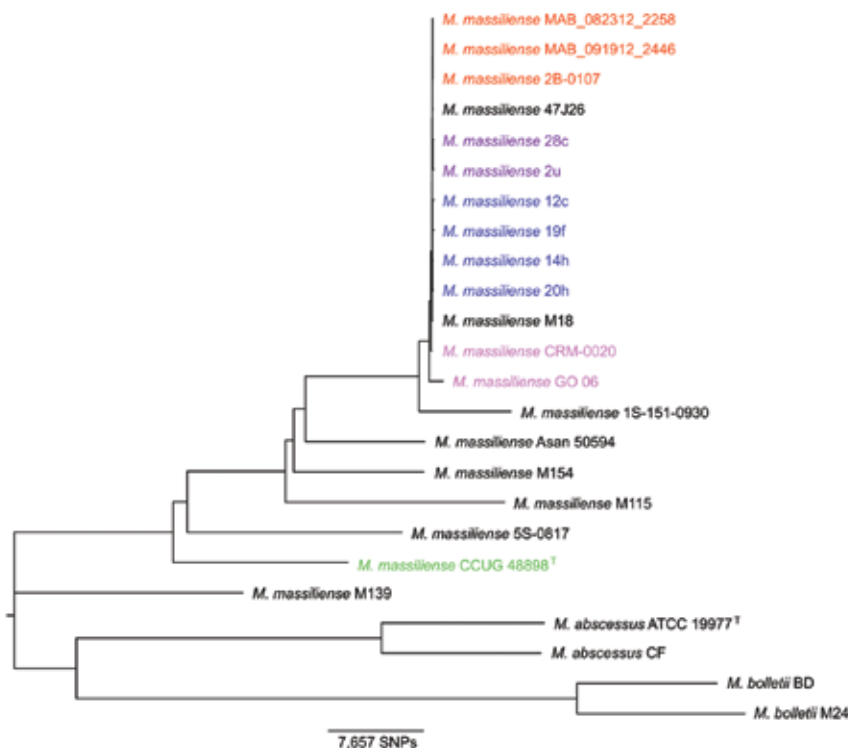 M. massiliense MAB_082312_2258
M. massiliense MAB_091912_2446
M. massiliense 2B-0107
M. massiliense 47J26
M. massiliense 28c
M. massiliense 2u
M. massiliense 12c
M. massiliense 19f
M. massiliense 14h
M. massiliense 20h
M. massiliense M18
M. massiliense CRM-0020
M. massiliense GO 06
M. massiliense 1S-151-0930
M. massiliense Asan 50594
M. massiliense M154
M. massiliense M115
M. massiliense 5S-0817
M. massiliense CCUG 48898ᵀ
M. massiliense M139
M. abscessus ATCC 19977ᵀ
M. abscessus CF
M. bolletii BD
M. bolletii M24
7,657 SNPs